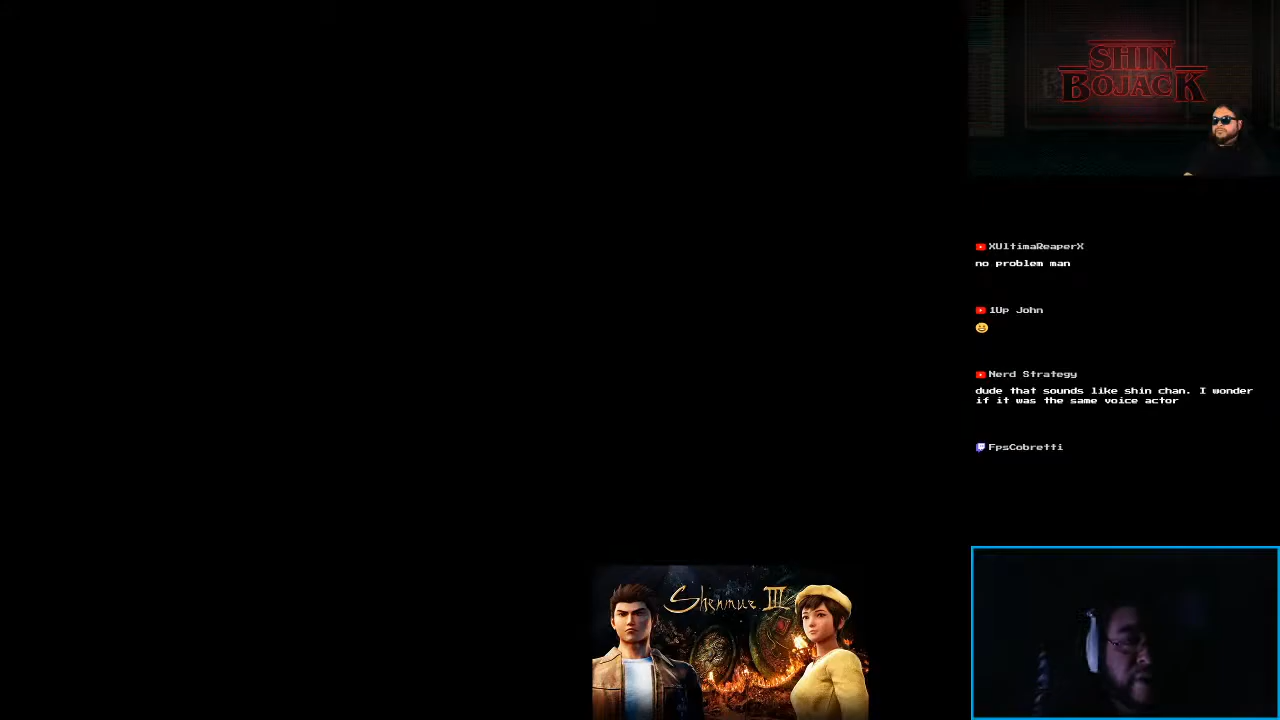 SHIN
BOJACK
XUltimaReaperX
no problem man
1Up John
Nerd Strategy
dude that sounds like shin chan. I wonder
if it was the same voice actor
FpsCobretti
Shenmue III